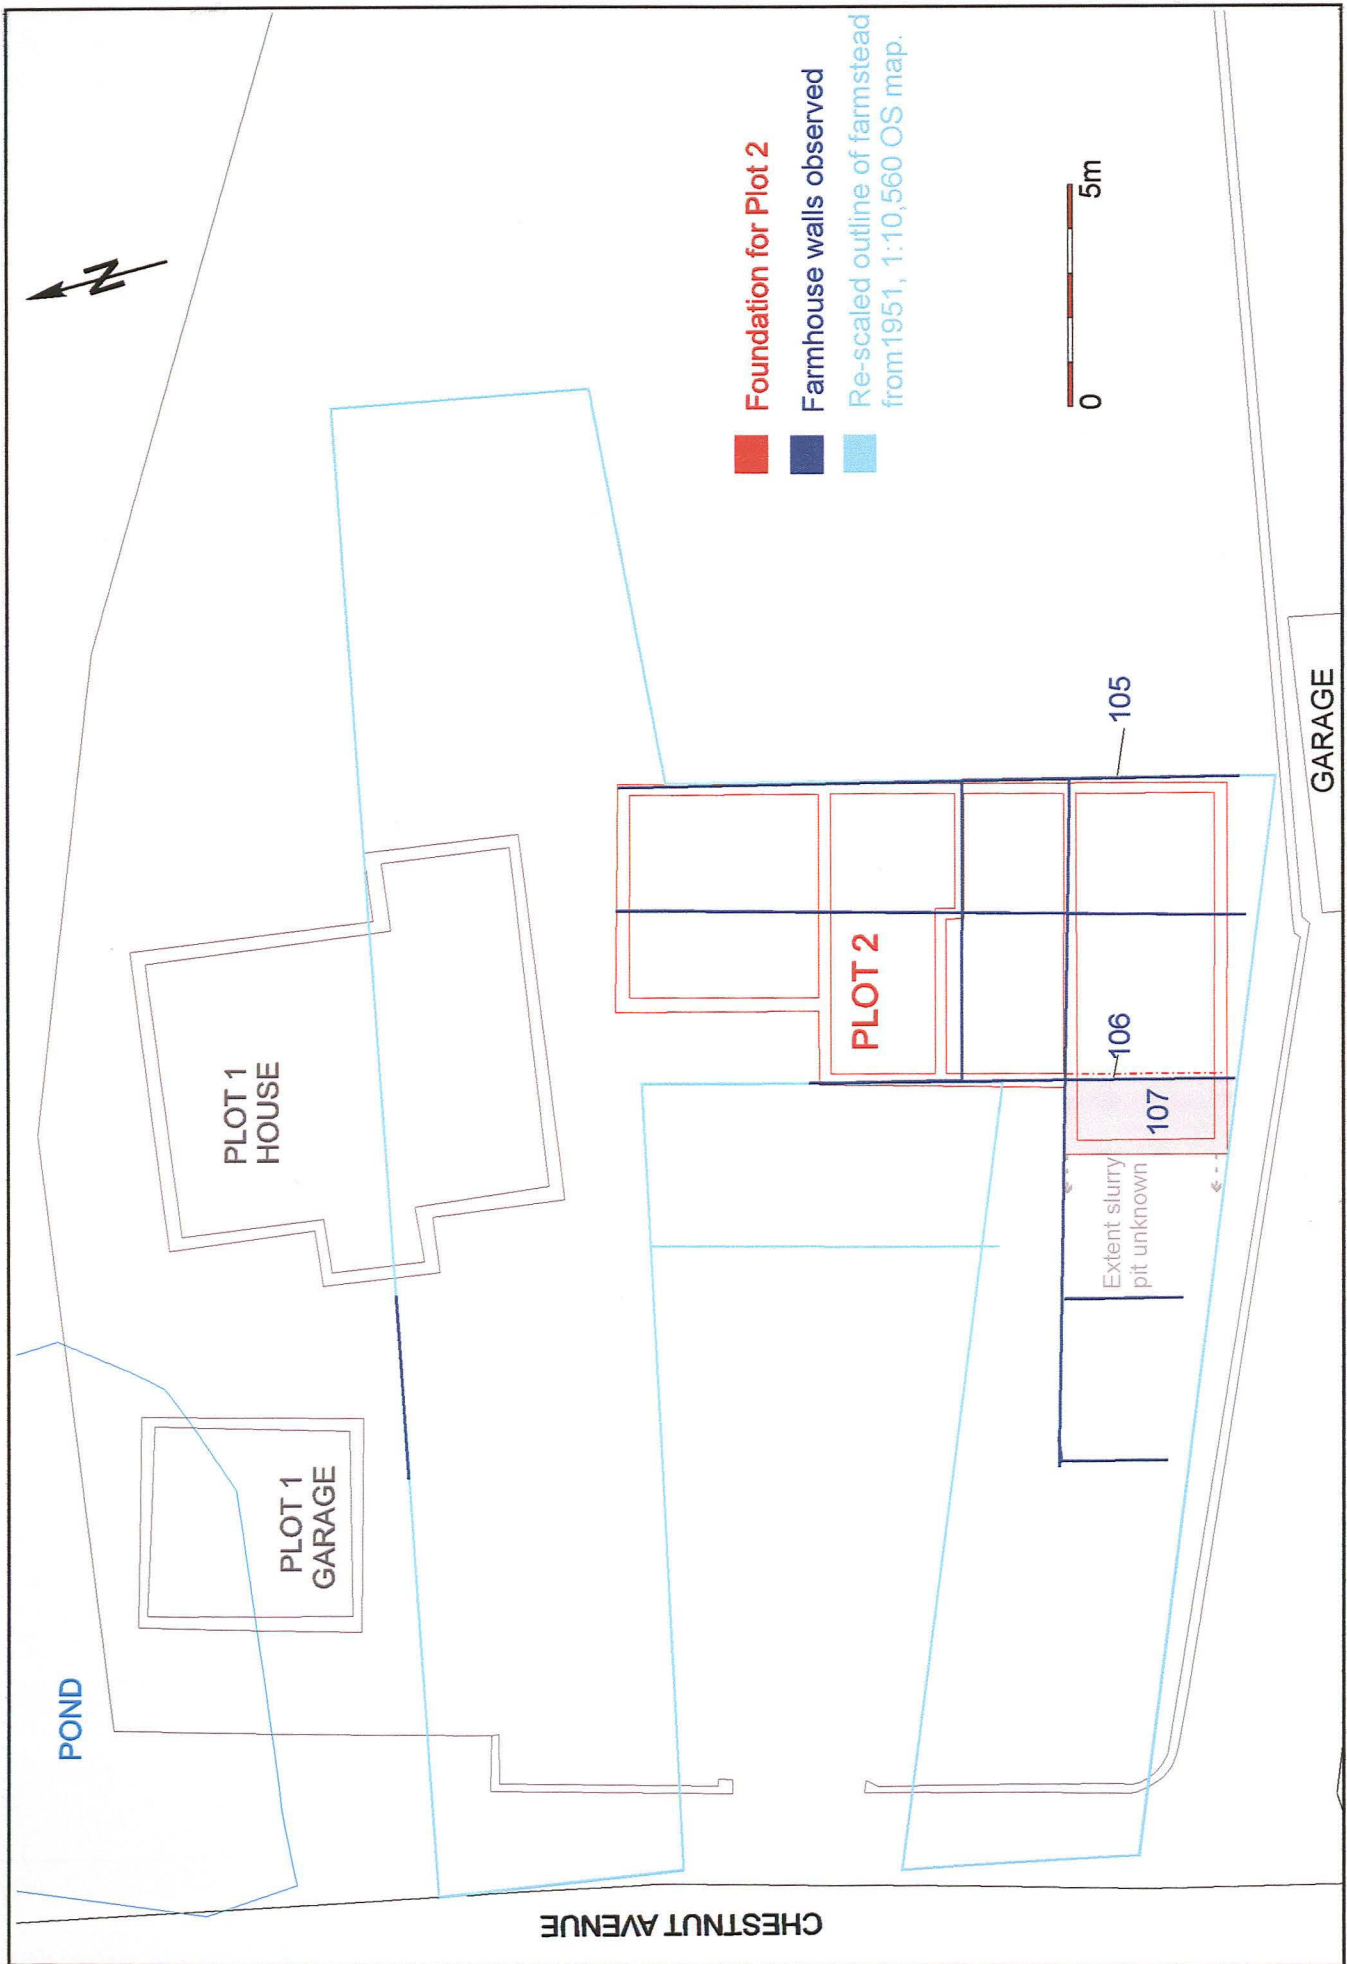 POND
PLOT 1
GARAGE
PLOT 1
HOUSE
N
Foundation for Plot 2
Farmhouse walls observed
Re-scaled outline of farmstead
from1951, 1:10,560 OS map.
0
5m
PLOT 2
105
106
107
Extent slurry
pit unknown
GARAGE
CHESTNUT AVENUE